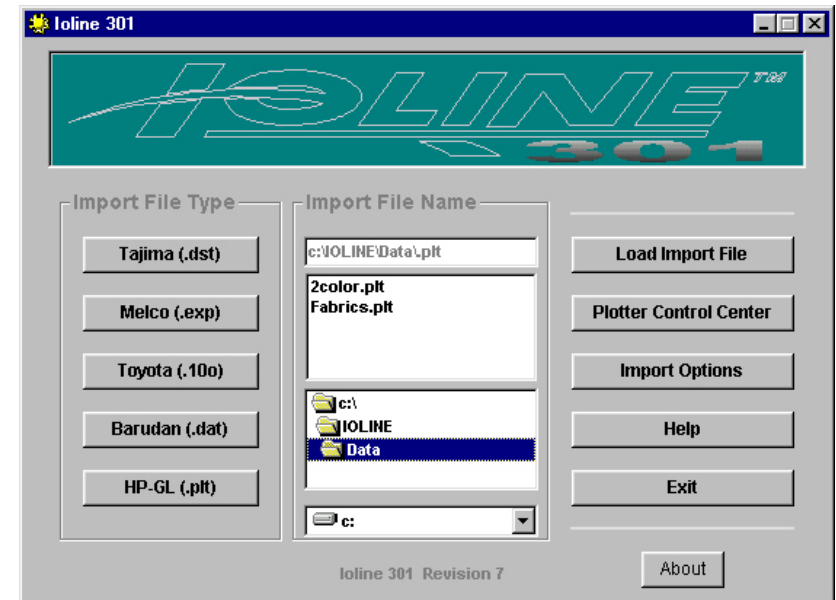 Ioline 301
IOLINE TM
301
Import File Type
Tajima (.dst)
Melco (.exp)
Toyota (.10o)
Barudan (.dat)
HP-GL (.plt)
Import File Name
c:\IOLINE\Data\.plt
2color.plt
Fabrics.plt
c:\
IOLINE
Data
c:
Load Import File
Plotter Control Center
Import Options
Help
Exit
Ioline 301 Revision 7
About